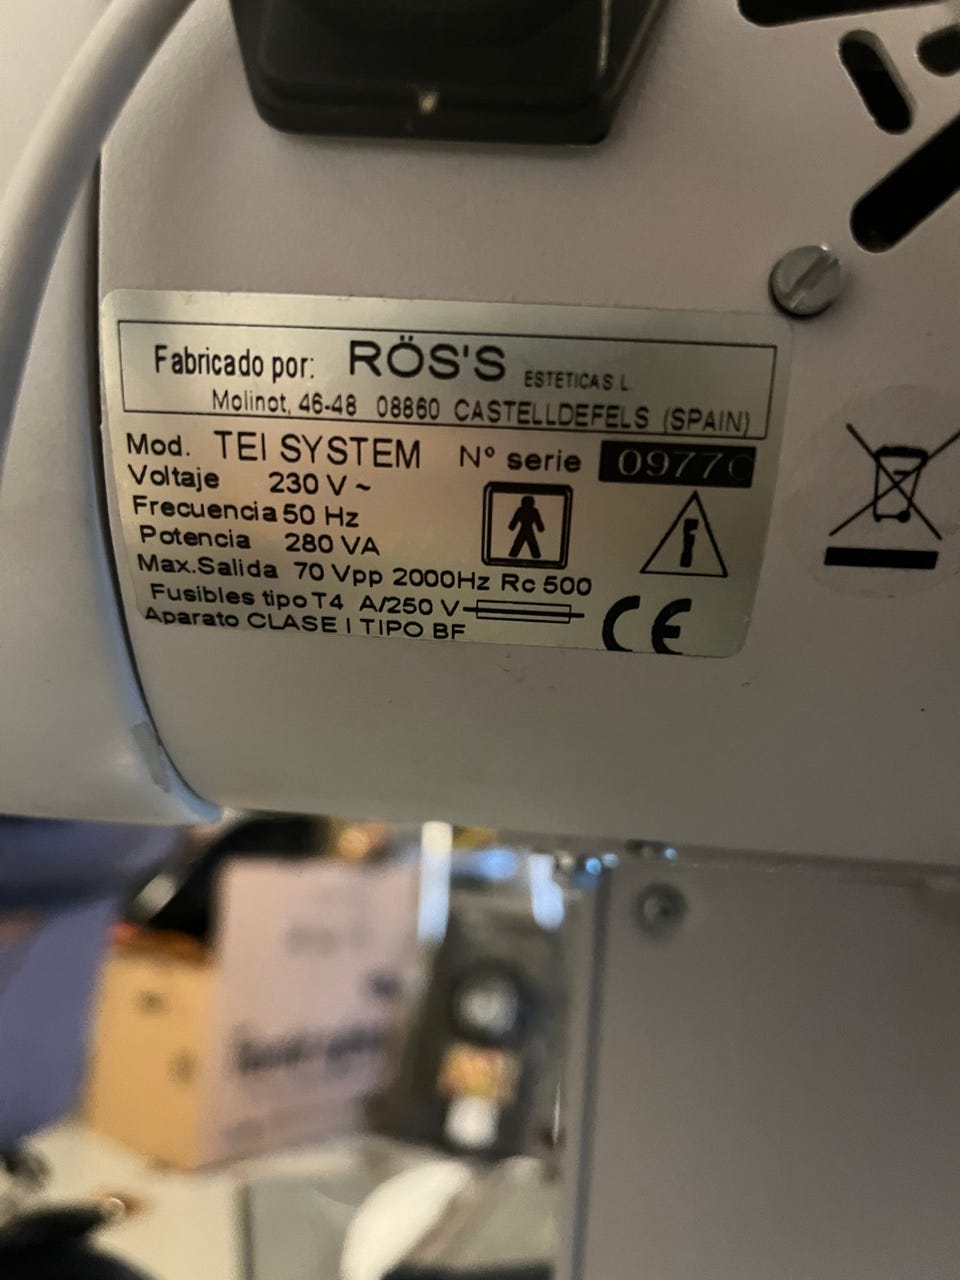 Fabricado por: RÖS'S ESTETICA S.L.
Molinot, 46-48 08860 CASTELLDEFELS (SPAIN)
Mod. TEI SYSTEM Nº serie 0977
Voltaje 230 V ~
Frecuencia 50 Hz
Potencia 280 VA
Max.Salida 70 Vpp 2000Hz Rc 500
Fusibles tipo T4 A/250 V
Aparato CLASE I TIPO BF
CE